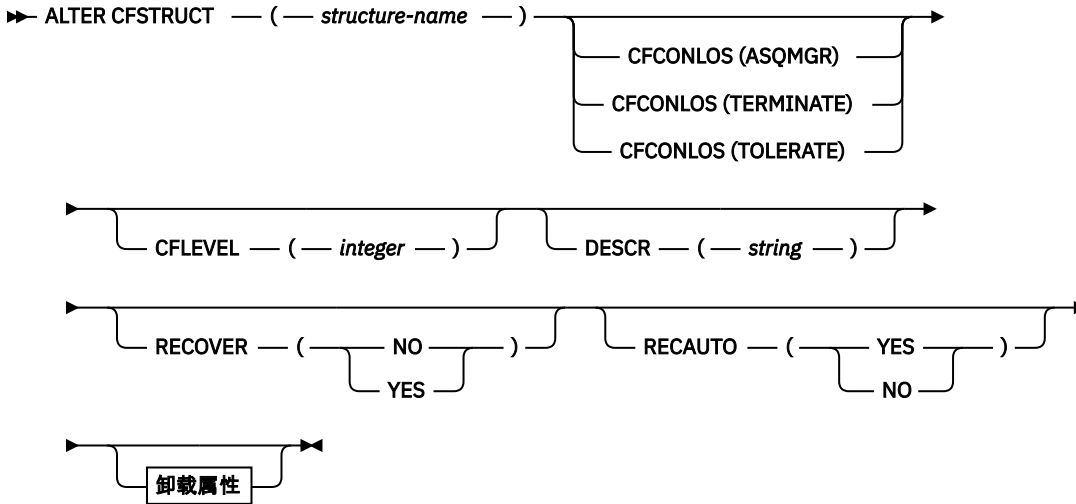 ALTER CFSTRUCT ( structure-name )
CFCONLOS (ASQMGR)
CFCONLOS (TERMINATE)
CFCONLOS (TOLERATE)
CFLEVEL ( integer ) DESCR ( string )
RECOVER ( NO ) RECAUTO ( YES )
YES NO
卸载属性